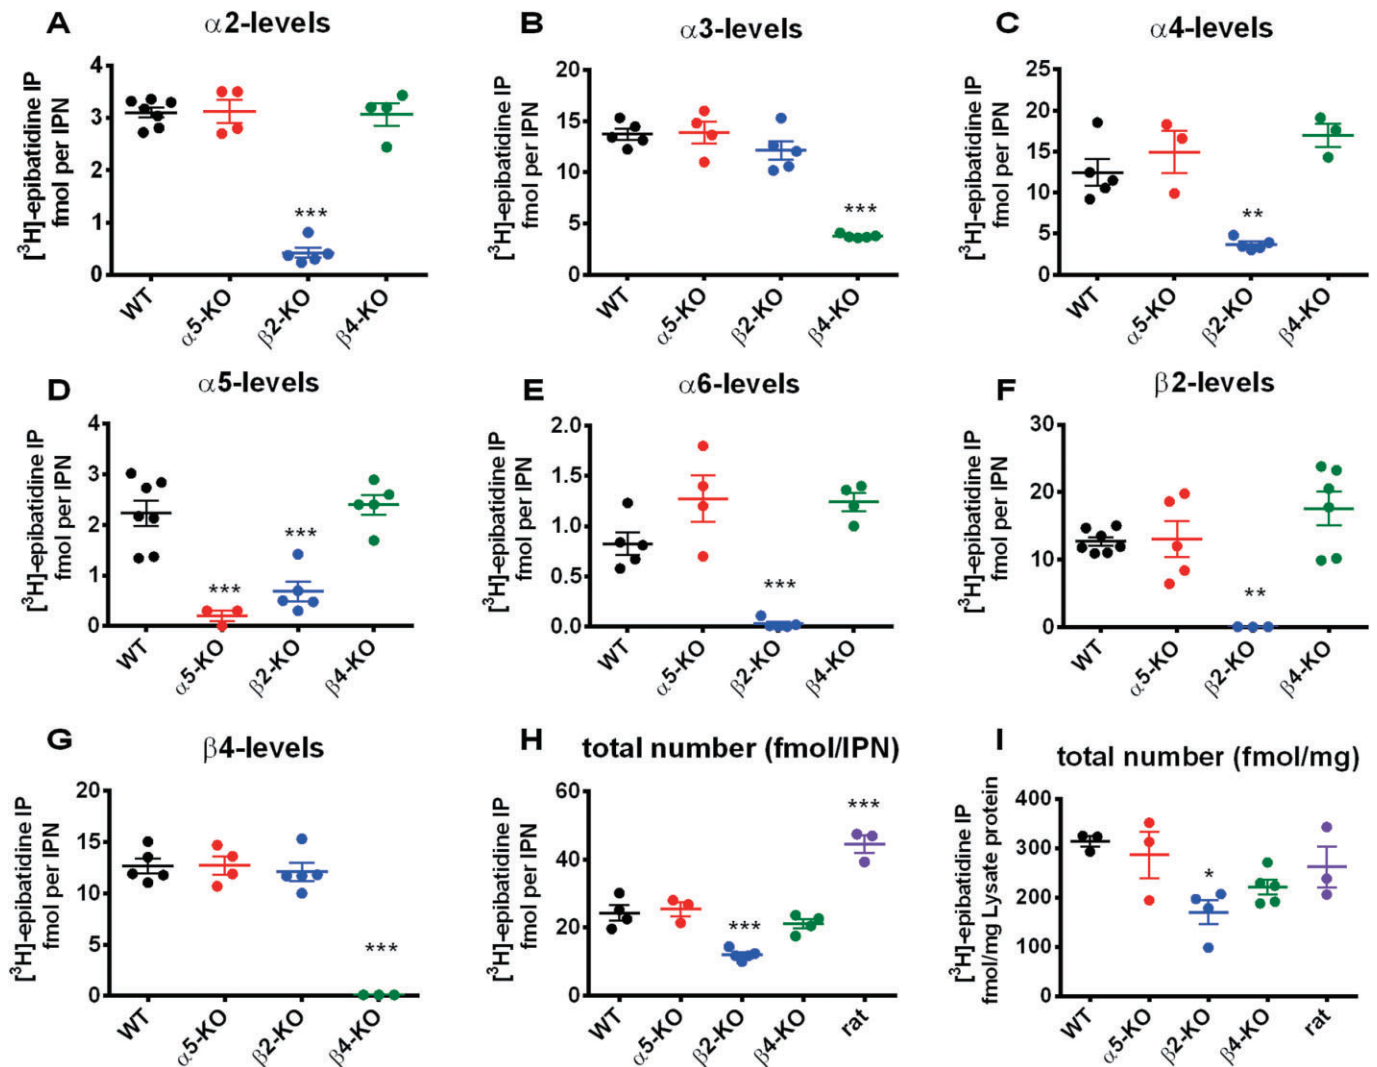 A
α2-levels
[³H]-epibatidine IP
fmol per IPN
4
3
2
1
0
***
WT
α5-KO
β2-KO
β4-KO
B
α3-levels
[³H]-epibatidine IP
fmol per IPN
20
15
10
5
0
***
WT
α5-KO
β2-KO
β4-KO
C
α4-levels
[³H]-epibatidine IP
fmol per IPN
25
20
15
10
5
0
**
WT
α5-KO
β2-KO
β4-KO
D
α5-levels
[³H]-epibatidine IP
fmol per IPN
4
3
2
1
0
***
***
WT
α5-KO
β2-KO
β4-KO
E
α6-levels
[³H]-epibatidine IP
fmol per IPN
2.0
1.5
1.0
0.5
0.0
***
WT
α5-KO
β2-KO
β4-KO
F
β2-levels
[³H]-epibatidine IP
fmol per IPN
30
20
10
0
**
WT
α5-KO
β2-KO
β4-KO
G
β4-levels
[³H]-epibatidine IP
fmol per IPN
20
15
10
5
0
***
WT
α5-KO
β2-KO
β4-KO
H
total number (fmol/IPN)
[³H]-epibatidine IP
fmol per IPN
60
40
20
0
***
***
WT
α5-KO
β2-KO
β4-KO
rat
I
total number (fmol/mg)
[³H]-epibatidine IP
fmol/mg Lysate protein
400
300
200
100
0
*
WT
α5-KO
β2-KO
β4-KO
rat